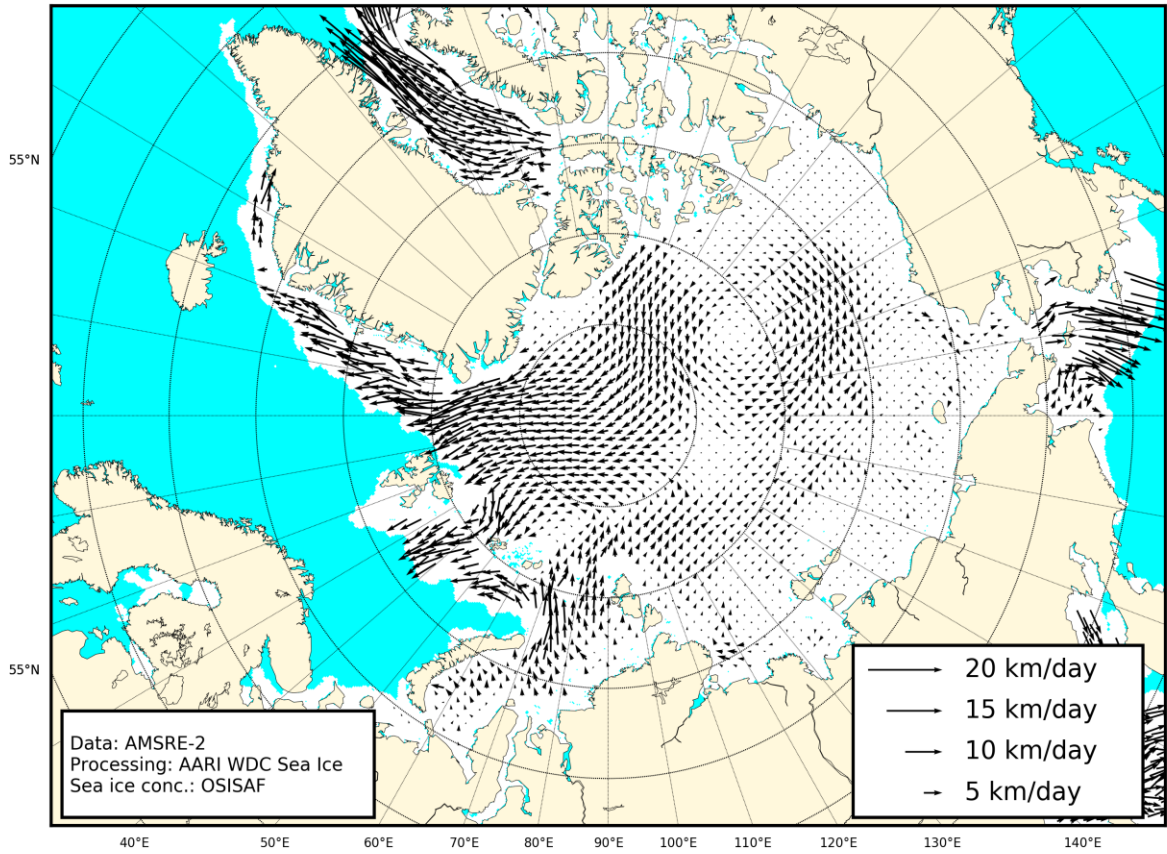 55°N
55°N
20 km/day
15 km/day
10 km/day
5 km/day
Data: AMSRE-2
Processing: AARI WDC Sea Ice
Sea ice conc.: OSISAF
40°E 50°E 60°E 70°E 80°E 90°E 100°E 110°E 120°E 130°E 140°E